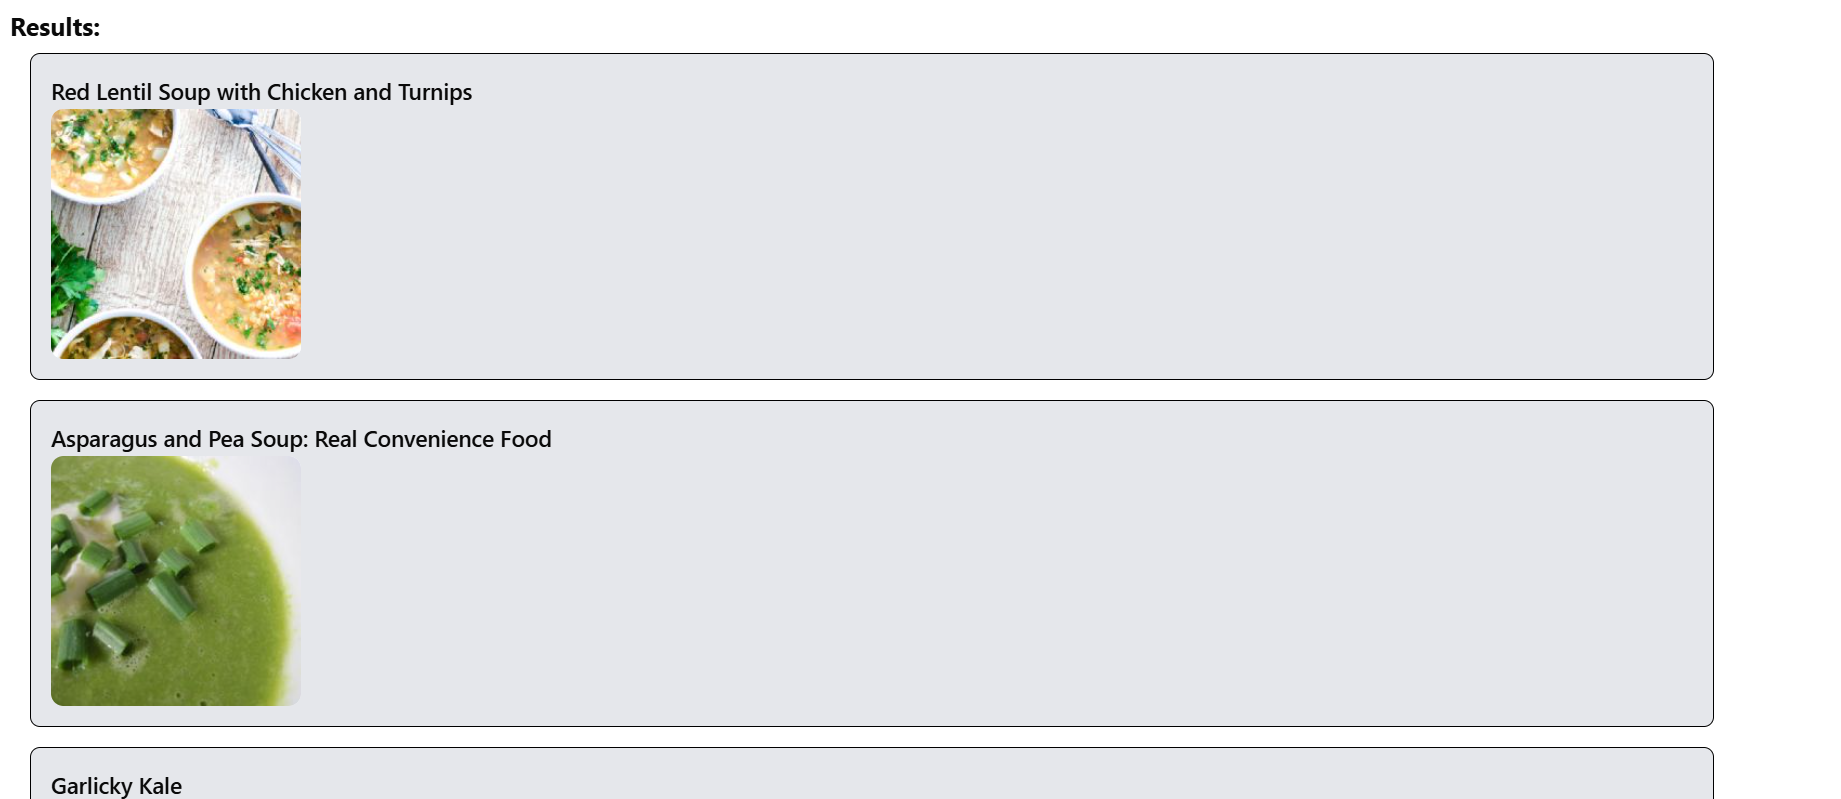 Results:
Red Lentil Soup with Chicken and Turnips
Asparagus and Pea Soup: Real Convenience Food
Garlicky Kale